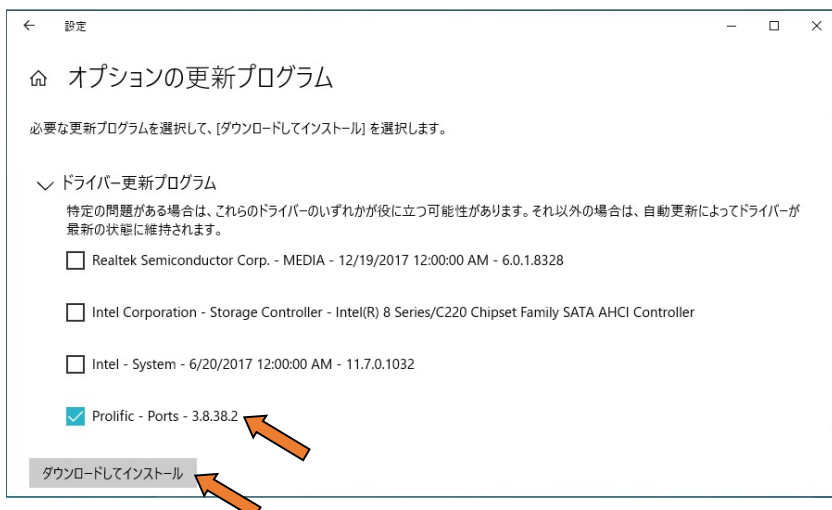 設定
オプションの更新プログラム
必要な更新プログラムを選択して、[ダウンロードしてインストール] を選択します。
ドライバー更新プログラム
特定の問題がある場合は、これらのドライバーのいずれかが役に立つ可能性があります。それ以外の場合は、自動更新によってドライバーが
最新の状態に維持されます。
Realtek Semiconductor Corp. - MEDIA - 12/19/2017 12:00:00 AM - 6.0.1.8328
Intel Corporation - Storage Controller - Intel(R) 8 Series/C220 Chipset Family SATA AHCI Controller
Intel - System - 6/20/2017 12:00:00 AM - 11.7.0.1032
Prolific - Ports - 3.8.38.2
ダウンロードしてインストール